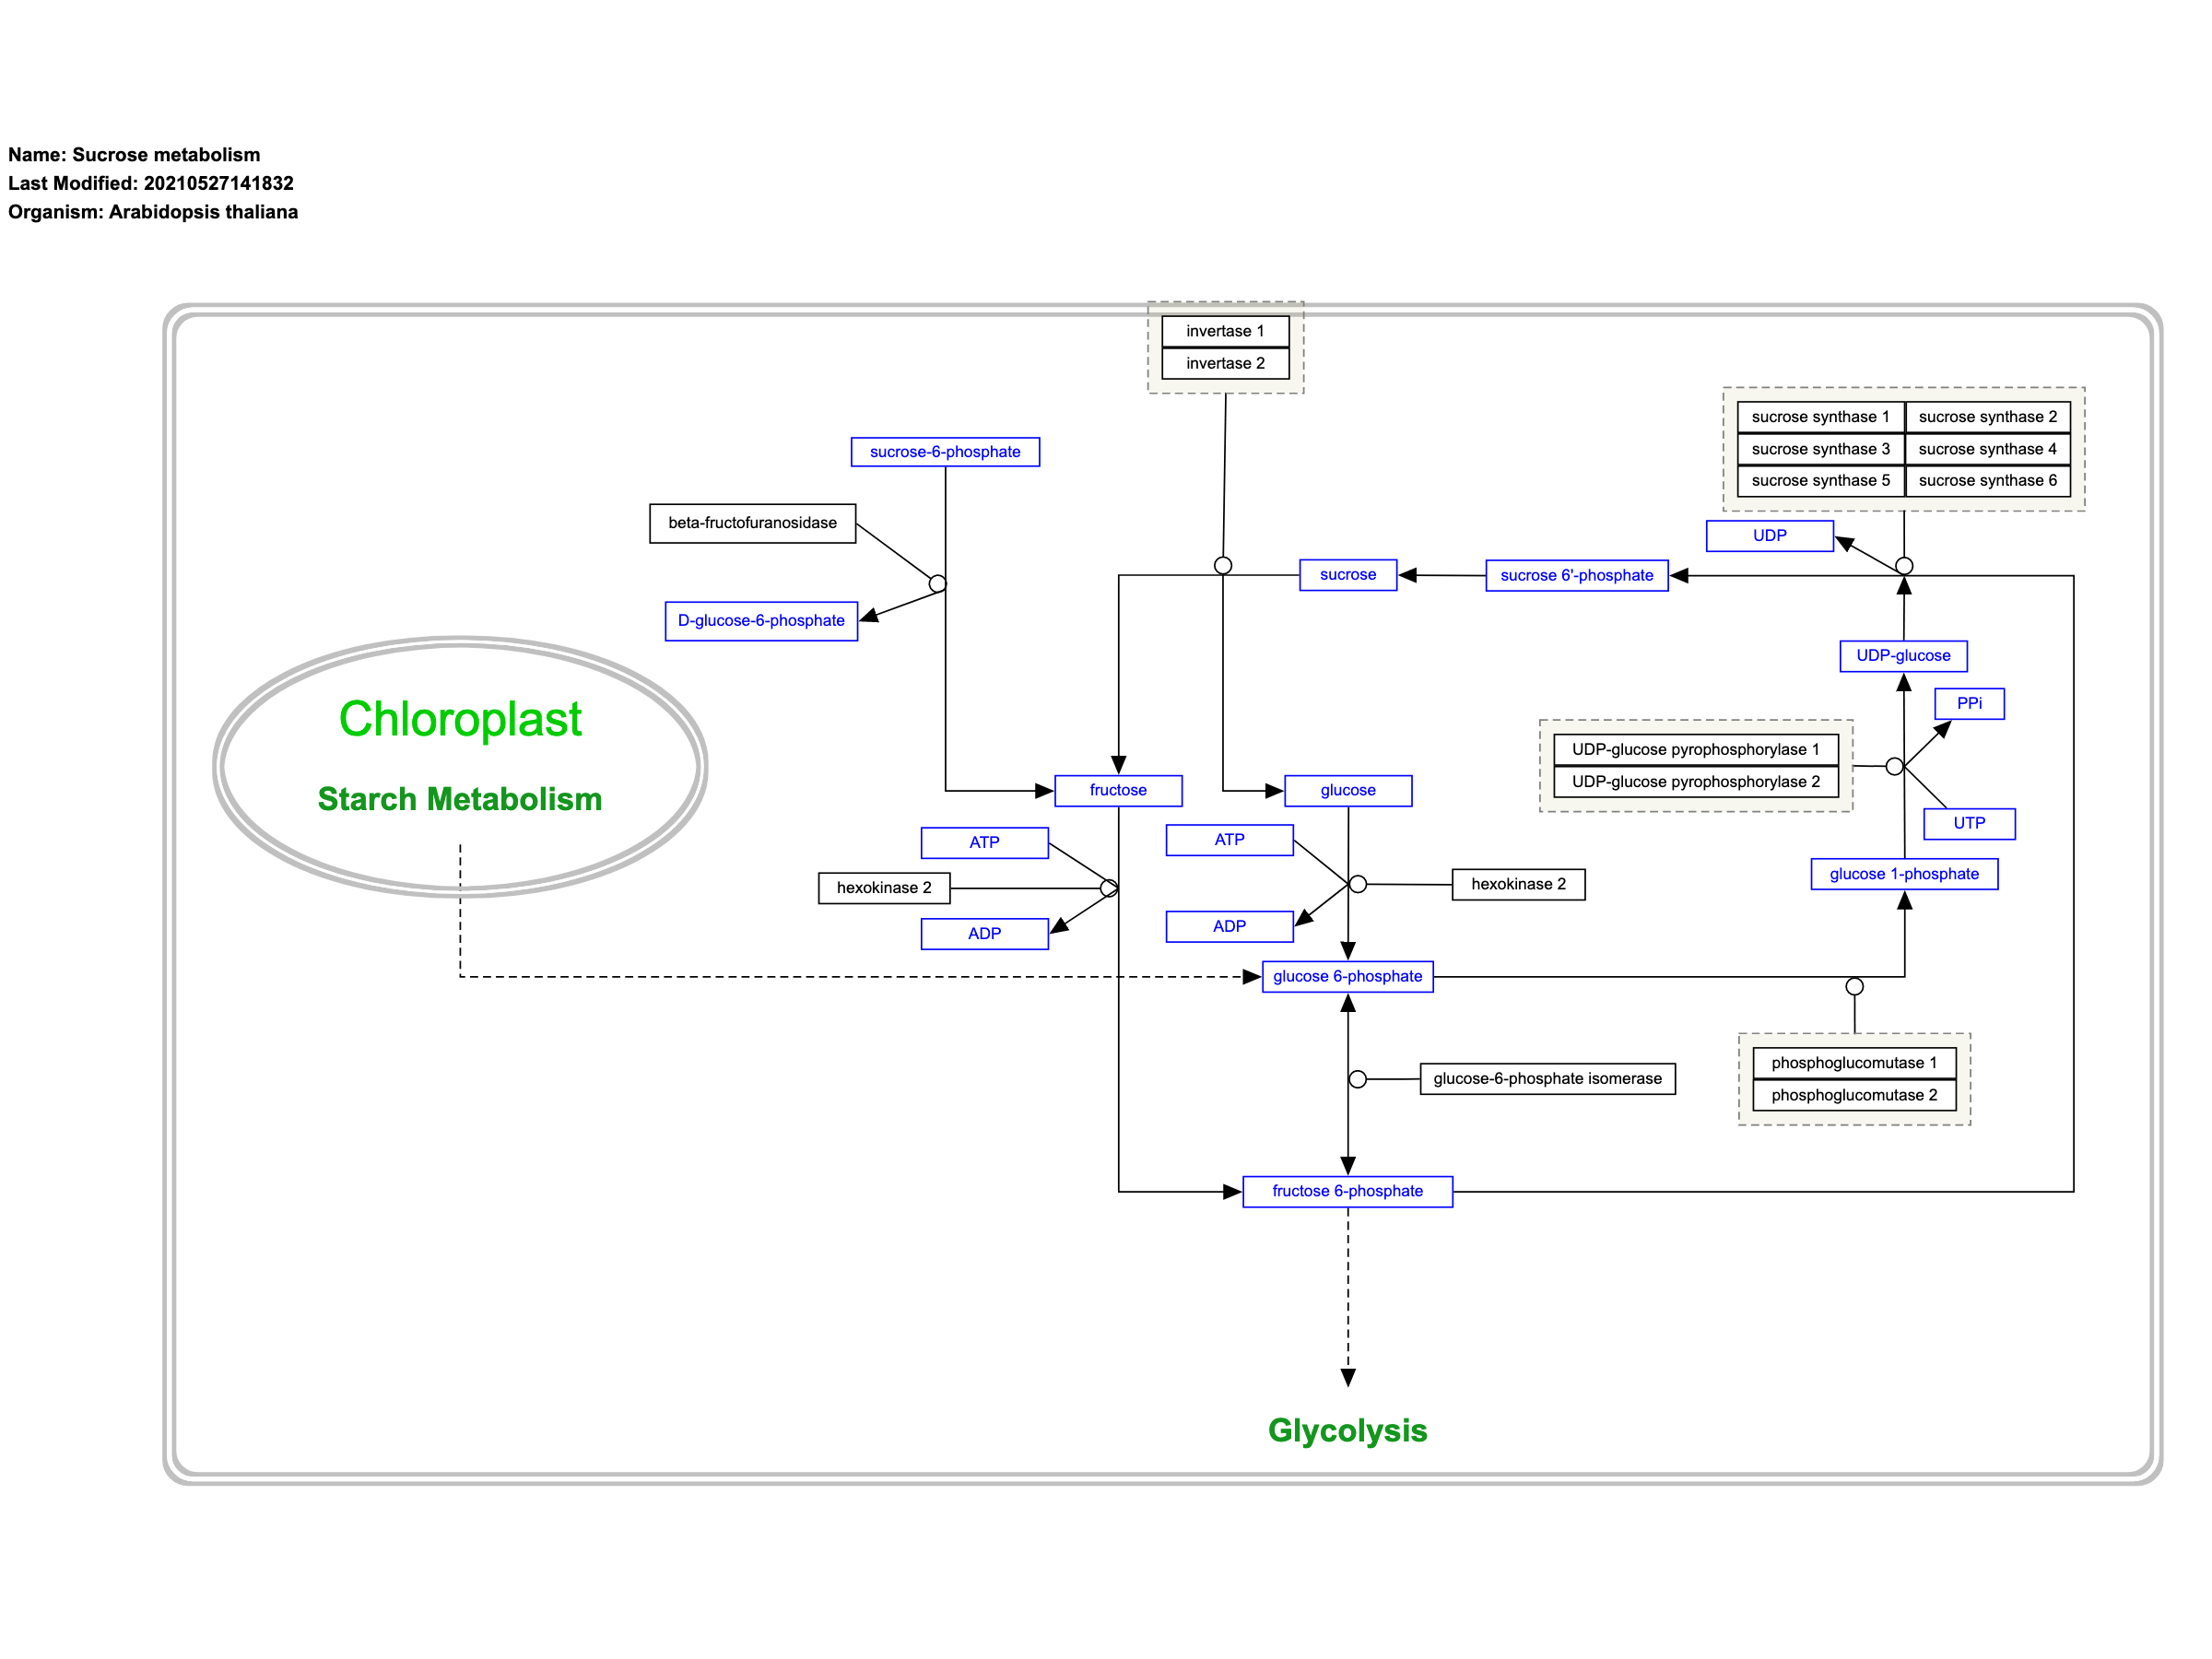 Name: Sucrose metabolism
Last Modified: 20210527141832
Organism: Arabidopsis thaliana
invertase 1
invertase 2
sucrose synthase 1
sucrose synthase 2
sucrose synthase 3
sucrose synthase 4
sucrose synthase 5
sucrose synthase 6
sucrose-6-phosphate
beta-fructofuranosidase
UDP
sucrose
sucrose 6'-phosphate
D-glucose-6-phosphate
UDP-glucose
PPi
Chloroplast
Starch Metabolism
UDP-glucose pyrophosphorylase 1
UDP-glucose pyrophosphorylase 2
fructose
glucose
UTP
ATP
ATP
hexokinase 2
hexokinase 2
glucose 1-phosphate
ADP
ADP
glucose 6-phosphate
glucose-6-phosphate isomerase
phosphoglucomutase 1
phosphoglucomutase 2
fructose 6-phosphate
Glycolysis